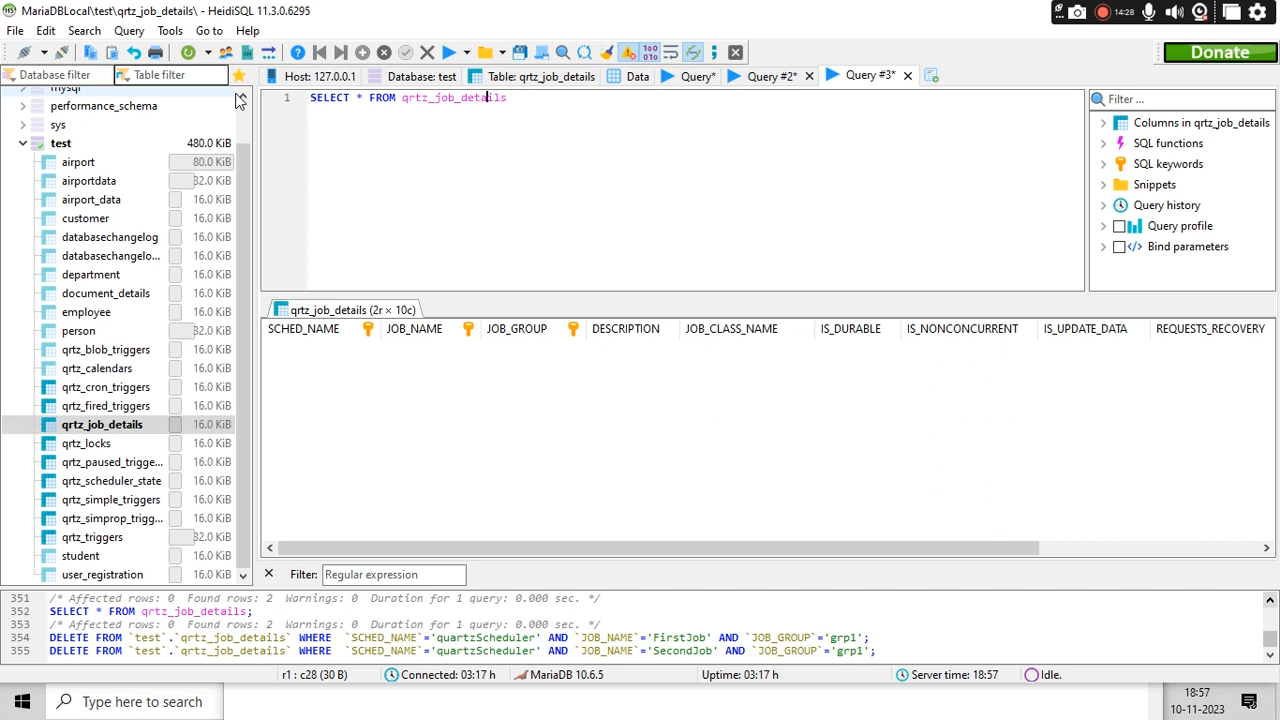 MariaDBLocal\test\qrtz_job_details\ - HeidiSQL 11.3.0.6295
14:28
File Edit Search Query Tools Go to Help
Donate
Database filter Table filter
Host: 127.0.0.1 Database: test Table: qrtz_job_details Data Query* Query #2* Query #3*
mysql
performance_schema
sys
test 480.0 KiB
airport 80.0 KiB
airportdata 32.0 KiB
airport_data 16.0 KiB
customer 16.0 KiB
databasechangelog 16.0 KiB
databasechangelo... 16.0 KiB
department 16.0 KiB
document_details 16.0 KiB
employee 16.0 KiB
person 32.0 KiB
qrtz_blob_triggers 16.0 KiB
qrtz_calendars 16.0 KiB
qrtz_cron_triggers 16.0 KiB
qrtz_fired_triggers 16.0 KiB
qrtz_job_details 16.0 KiB
qrtz_locks 16.0 KiB
qrtz_paused_trigge... 16.0 KiB
qrtz_scheduler_state 16.0 KiB
qrtz_simple_triggers 16.0 KiB
qrtz_simprop_trigg... 16.0 KiB
qrtz_triggers 32.0 KiB
student 16.0 KiB
user_registration 16.0 KiB
1 SELECT * FROM qrtz_job_details
Filter ...
Columns in qrtz_job_details
SQL functions
SQL keywords
Snippets
Query history
Query profile
Bind parameters
qrtz_job_details (2r × 10c)
SCHED_NAME JOB_NAME JOB_GROUP DESCRIPTION JOB_CLASS_NAME IS_DURABLE IS_NONCONCURRENT IS_UPDATE_DATA REQUESTS_RECOVERY
Filter: Regular expression
351 /* Affected rows: 0 Found rows: 2 Warnings: 0 Duration for 1 query: 0.000 sec. */
352 SELECT * FROM qrtz_job_details;
353 /* Affected rows: 0 Found rows: 2 Warnings: 0 Duration for 1 query: 0.000 sec. */
354 DELETE FROM `test`.`qrtz_job_details` WHERE `SCHED_NAME`='quartzScheduler' AND `JOB_NAME`='FirstJob' AND `JOB_GROUP`='grp1';
355 DELETE FROM `test`.`qrtz_job_details` WHERE `SCHED_NAME`='quartzScheduler' AND `JOB_NAME`='SecondJob' AND `JOB_GROUP`='grp1';
r1 : c28 (30 B) Connected: 03:17 h MariaDB 10.6.5 Uptime: 03:17 h Server time: 18:57 Idle.
Type here to search
18:57
10-11-2023